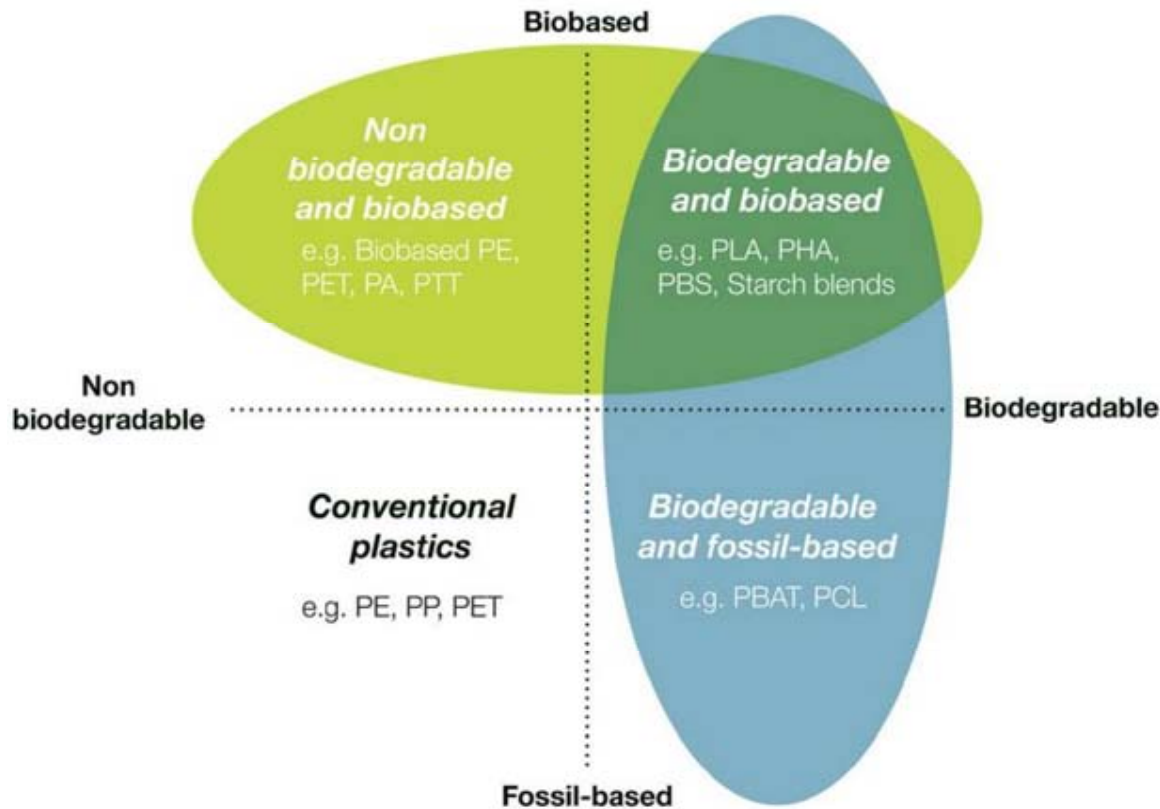 Biobased
Non
biodegradable
and biobased
e.g. Biobased PE,
PET, PA, PTT
Biodegradable
and biobased
e.g. PLA, PHA,
PBS, Starch blends
Non
biodegradable
Biodegradable
Conventional
plastics
e.g. PE, PP, PET
Biodegradable
and fossil-based
e.g. PBAT, PCL
Fossil-based